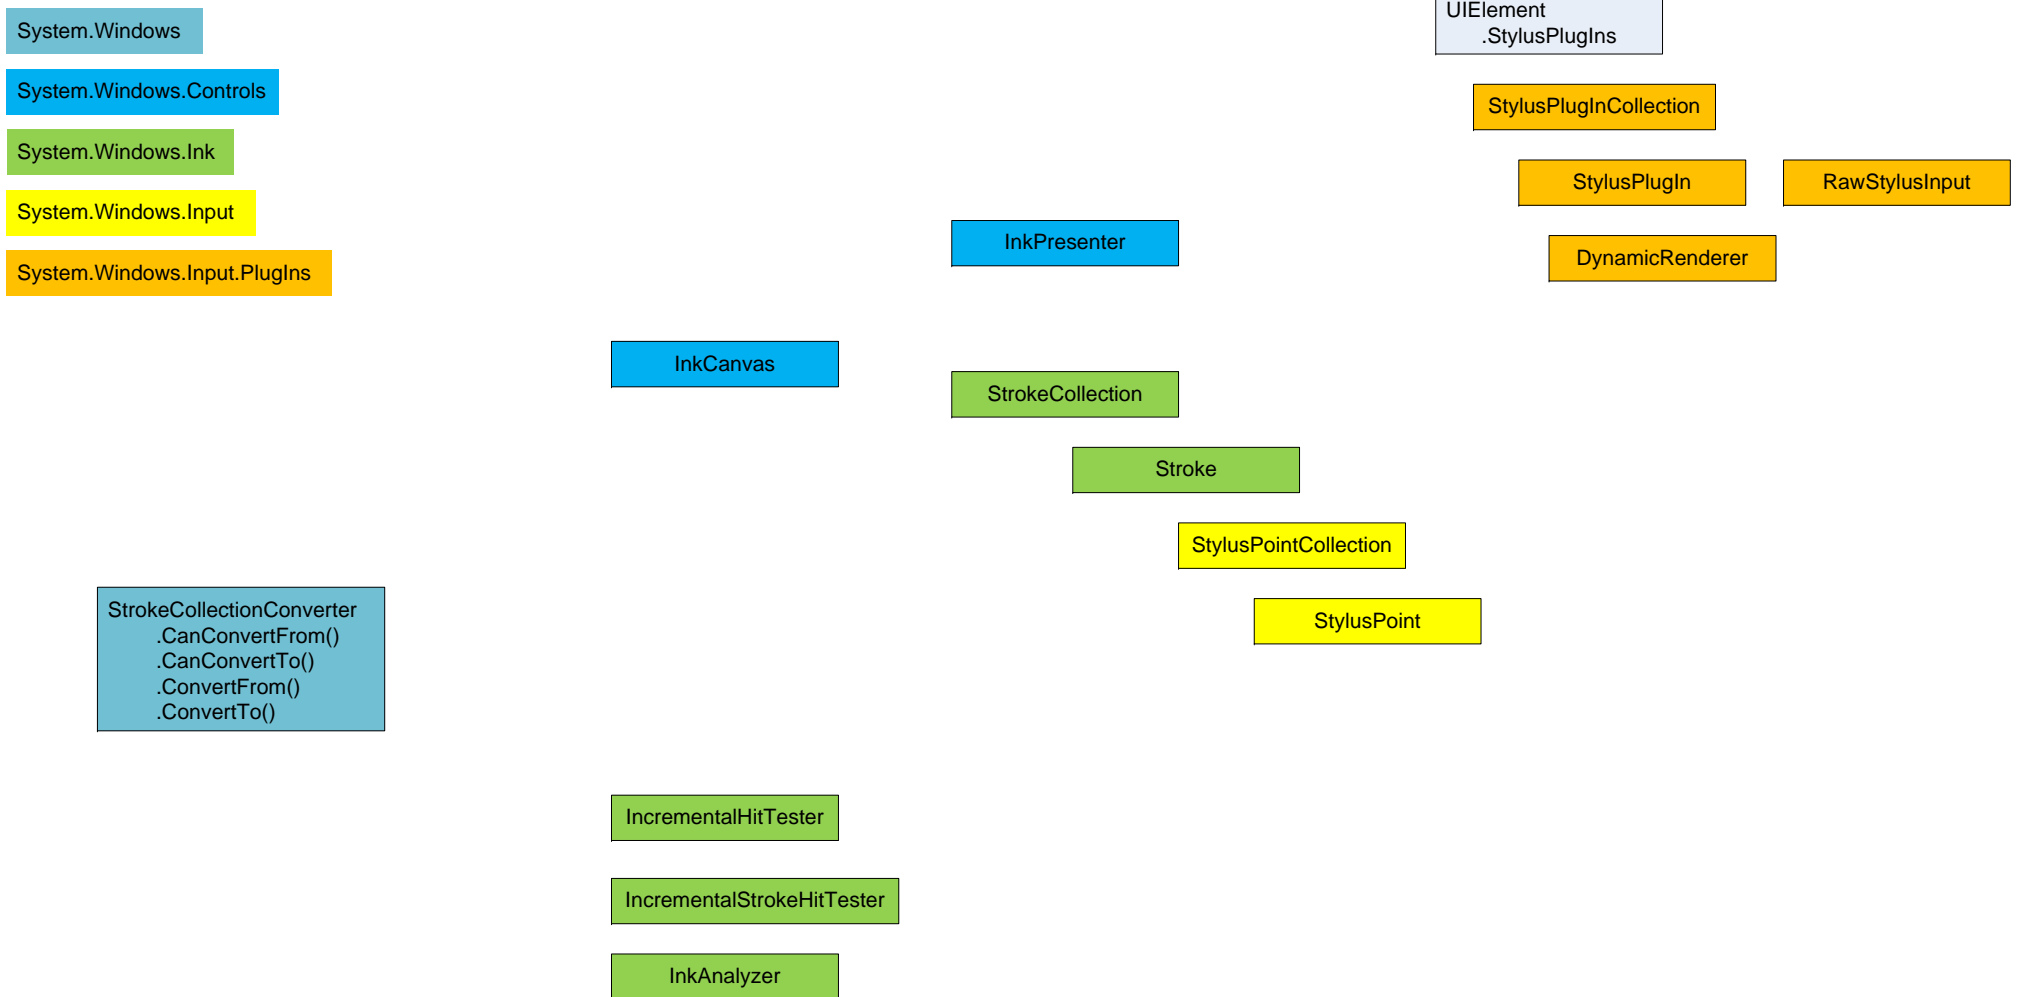 System.Windows
System.Windows.Controls
System.Windows.Ink
System.Windows.Input
System.Windows.Input.PlugIns
UIElement
.StylusPlugIns
StylusPlugInCollection
StylusPlugIn
RawStylusInput
DynamicRenderer
InkPresenter
InkCanvas
StrokeCollection
Stroke
StylusPointCollection
StylusPoint
StrokeCollectionConverter
.CanConvertFrom()
.CanConvertTo()
.ConvertFrom()
.ConvertTo()
IncrementalHitTester
IncrementalStrokeHitTester
InkAnalyzer